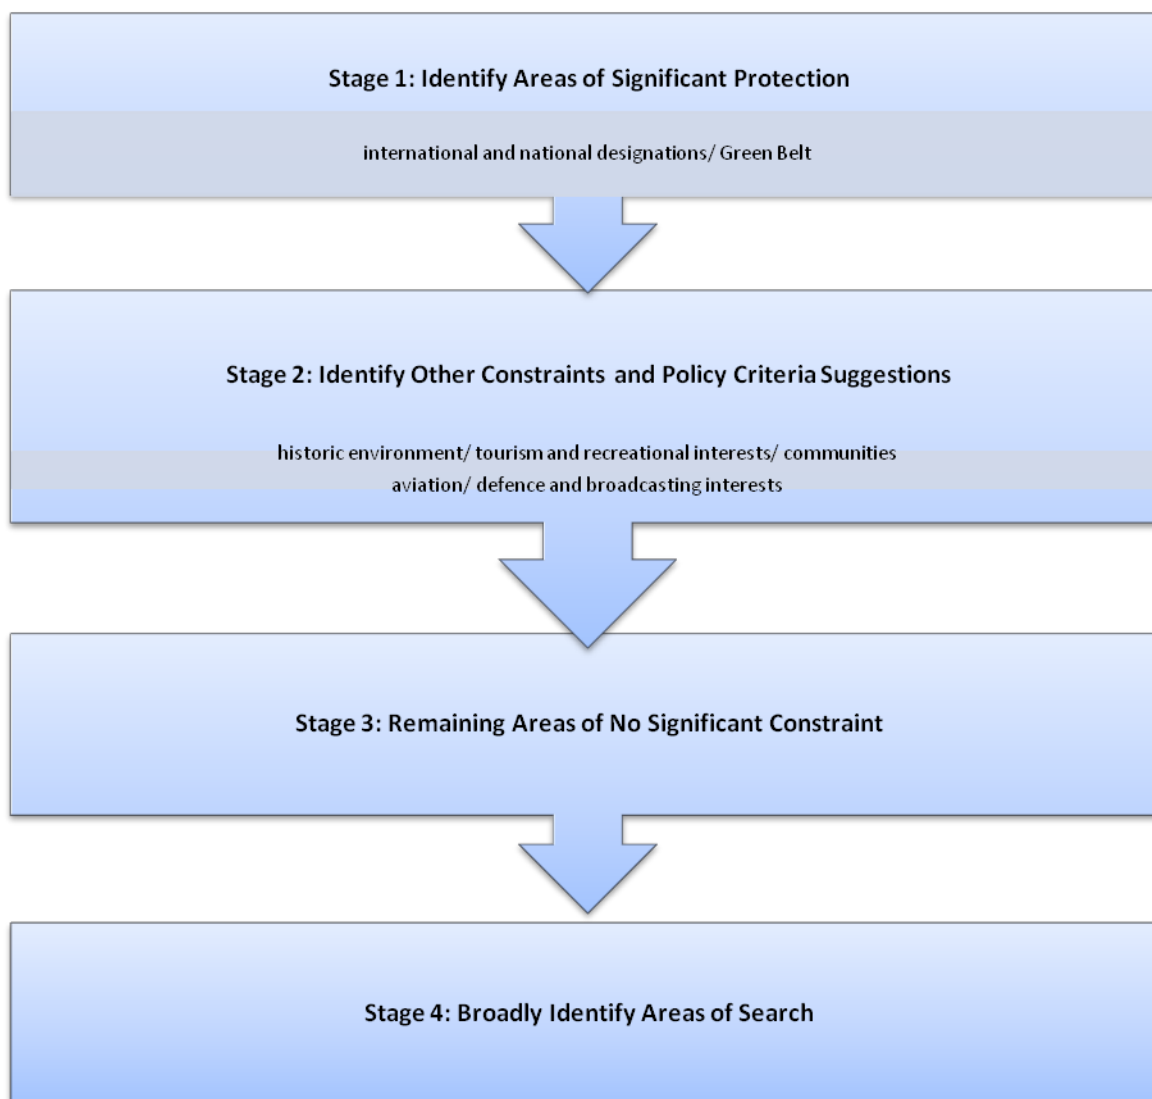 Stage 1: Identify Areas of Significant Protection
international and national designations/ Green Belt
Stage 2: Identify Other Constraints and Policy Criteria Suggestions
historic environment/ tourism and recreational interests/ communities
aviation/ defence and broadcasting interests
Stage 3: Remaining Areas of No Significant Constraint
Stage 4: Broadly Identify Areas of Search